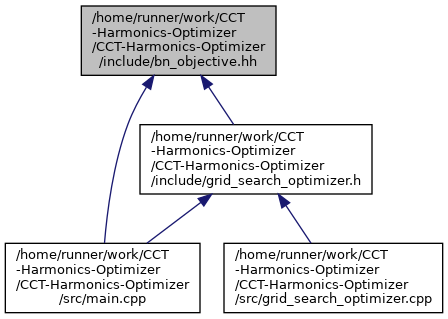 /home/runner/work/CCT
-Harmonics-Optimizer
/CCT-Harmonics-Optimizer
/include/bn_objective.hh
/home/runner/work/CCT
-Harmonics-Optimizer
/CCT-Harmonics-Optimizer
/include/grid_search_optimizer.h
/home/runner/work/CCT
-Harmonics-Optimizer
/CCT-Harmonics-Optimizer
/src/main.cpp
/home/runner/work/CCT
-Harmonics-Optimizer
/CCT-Harmonics-Optimizer
/src/grid_search_optimizer.cpp